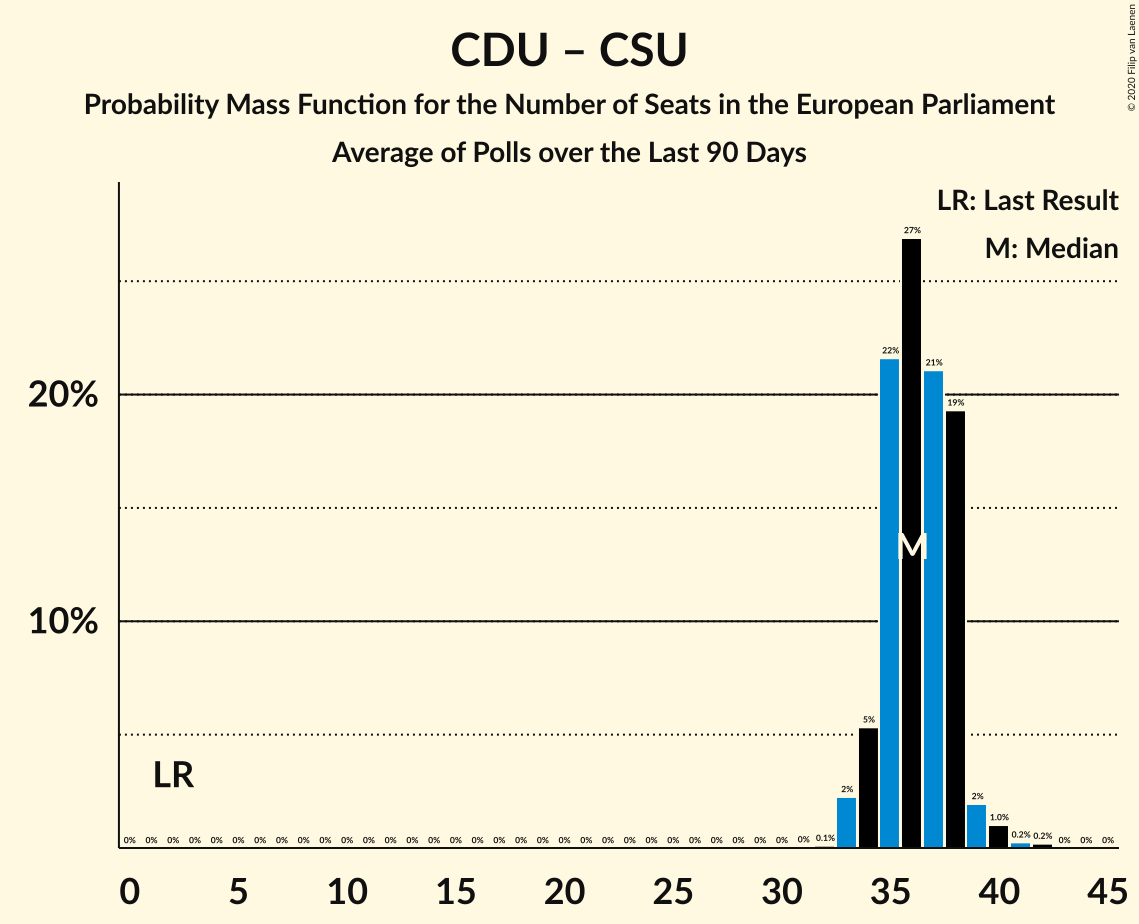 CDU – CSU
Probability Mass Function for the Number of Seats in the European Parliament
Average of Polls over the Last 90 Days
© 2020 Filip van Laenen
LR: Last Result
M: Median
27%
22%
21%
20%
19%
M
10%
5%
LR
2%
2%
1.0%
0% 0% 0% 0% 0% 0% 0% 0% 0% 0% 0% 0% 0% 0% 0% 0% 0% 0% 0% 0% 0% 0% 0% 0% 0% 0% 0% 0% 0% 0% 0% 0% 0.1% 0.2% 0.2% 0% 0% 0%
0 5 10 15 20 25 30 35 40 45